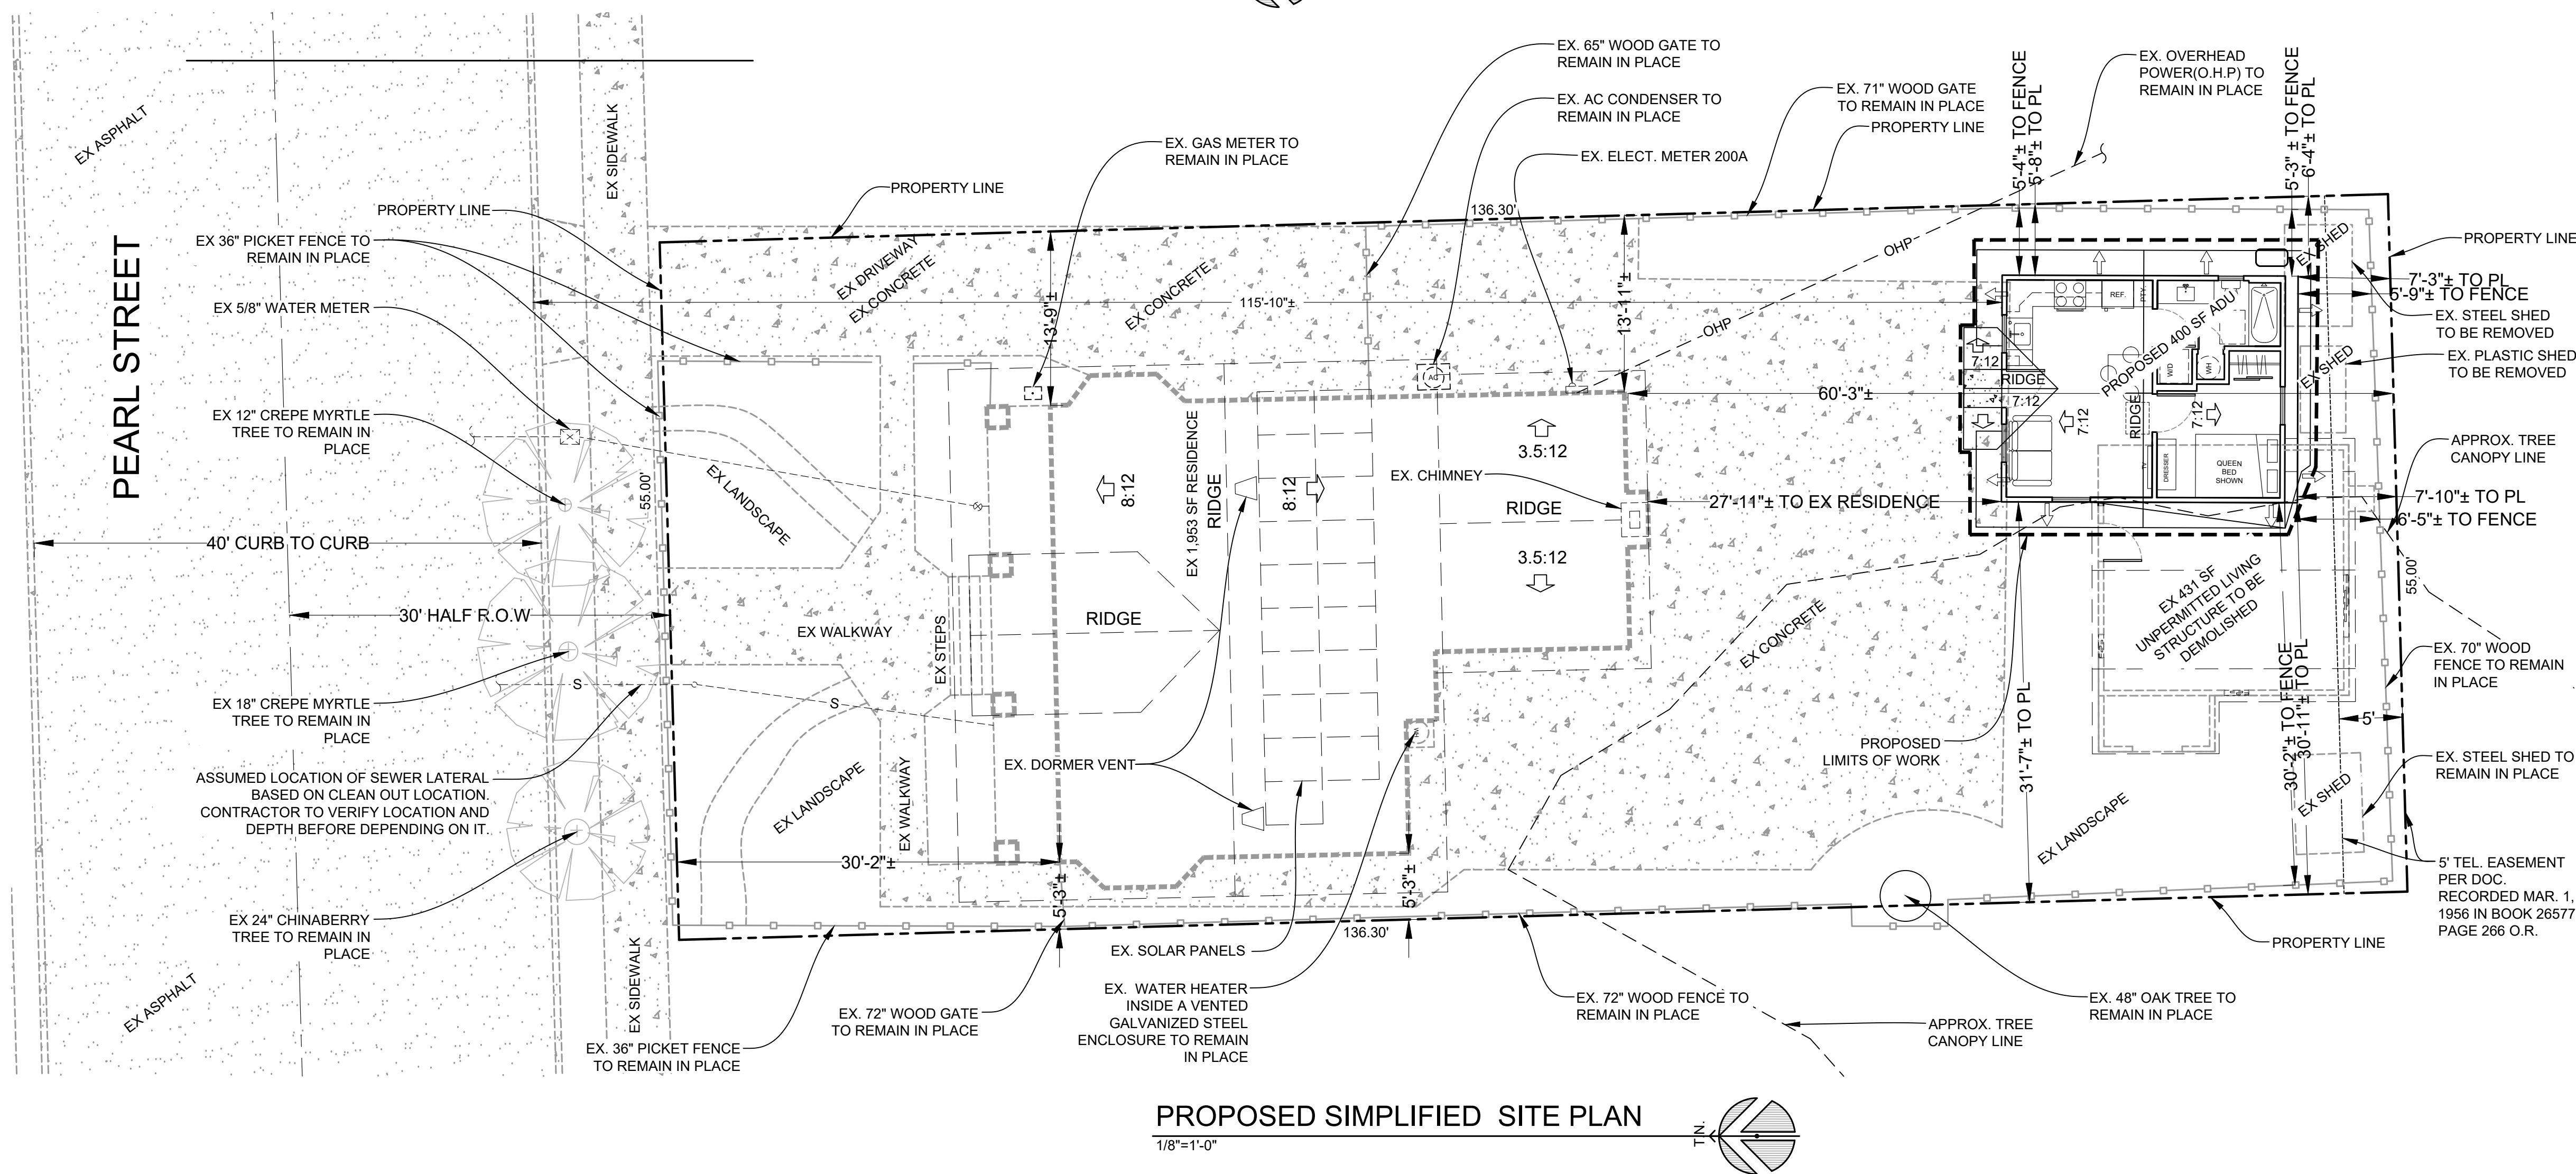 EX. 65" WOOD GATE TO
REMAIN IN PLACE
EX. AC CONDENSER TO
REMAIN IN PLACE
EX. 71" WOOD GATE
TO REMAIN IN PLACE
PROPERTY LINE
5'-4"± TO FENCE
5'-8"± TO PL
EX. OVERHEAD
POWER(O.H.P) TO
REMAIN IN PLACE
5'-3" ± TO FENCE
6'-4"± TO PL
EX ASPHALT
EX SIDEWALK
EX. GAS METER TO
REMAIN IN PLACE
EX. ELECT. METER 200A
PROPERTY LINE
PROPERTY LINE
136.30'
EX 36" PICKET FENCE TO
REMAIN IN PLACE
PEARL STREET
EX 5/8" WATER METER
EX DRIVEWAY
EX CONCRETE
13'-9"±
EX CONCRETE
115'-10"±
13'-11"±
OHP
OHP
EX SHED
PROPERTY LINE
7'-3"± TO PL
5'-9"± TO FENCE
EX. STEEL SHED
TO BE REMOVED
EX. PLASTIC SHED
TO BE REMOVED
EX SHED
REF.
PTY
PROPOSED 400 SF ADU
W/D
WH
7:12
RIDGE
7:12
7:12
RIDGE
7:12
DRESSER
QUEEN
BED
SHOWN
TV
60'-3"±
EX 12" CREPE MYRTLE
TREE TO REMAIN IN
PLACE
55.00'
EX LANDSCAPE
AC
EX 1,953 SF RESIDENCE
RIDGE
8:12
8:12
3.5:12
EX. CHIMNEY
RIDGE
3.5:12
27'-11"± TO EX RESIDENCE
APPROX. TREE
CANOPY LINE
7'-10"± TO PL
6'-5"± TO FENCE
40' CURB TO CURB
30' HALF R.O.W
EX WALKWAY
EX STEPS
RIDGE
EX CONCRETE
EX 431 SF
UNPERMITTED LIVING
STRUCTURE TO BE
DEMOLISHED
55.00'
EX. 70" WOOD
FENCE TO REMAIN
IN PLACE
S
S
EX 18" CREPE MYRTLE
TREE TO REMAIN IN
PLACE
ASSUMED LOCATION OF SEWER LATERAL
BASED ON CLEAN OUT LOCATION.
CONTRACTOR TO VERIFY LOCATION AND
DEPTH BEFORE DEPENDING ON IT.
EX LANDSCAPE
EX WALKWAY
EX. DORMER VENT
PROPOSED
LIMITS OF WORK
31'-7"± TO PL
30'-2"± TO FENCE
30'-11"± TO PL
5'
EX. STEEL SHED TO
REMAIN IN PLACE
EX SHED
EX LANDSCAPE
30'-2"±
5'-3"±
5'-3"±
5' TEL. EASEMENT
PER DOC.
RECORDED MAR. 1,
1956 IN BOOK 26577
PAGE 266 O.R.
EX 24" CHINABERRY
TREE TO REMAIN IN
PLACE
136.30'
PROPERTY LINE
EX. SOLAR PANELS
EX SIDEWALK
EX ASPHALT
EX. 72" WOOD GATE
TO REMAIN IN PLACE
EX. WATER HEATER
INSIDE A VENTED
GALVANIZED STEEL
ENCLOSURE TO REMAIN
IN PLACE
EX. 72" WOOD FENCE TO
REMAIN IN PLACE
EX. 48" OAK TREE TO
REMAIN IN PLACE
APPROX. TREE
CANOPY LINE
EX. 36" PICKET FENCE
TO REMAIN IN PLACE
PROPOSED SIMPLIFIED SITE PLAN
1/8"=1'-0"
T.N.